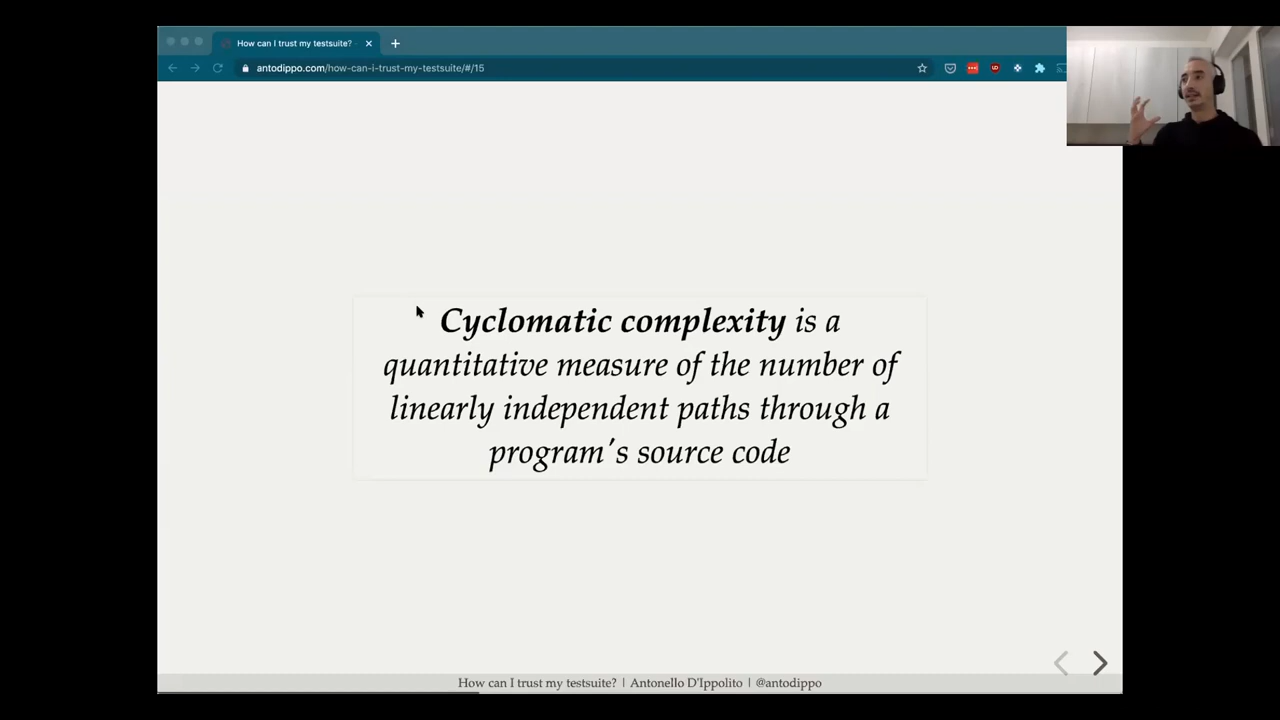 How can I trust my testsuite?
antodippo.com/how-can-i-trust-my-testsuite/#/15
Cyclomatic complexity is a
quantitative measure of the number of
linearly independent paths through a
program's source code
How can I trust my testsuite? | Antonello D'Ippolito | @antodippo